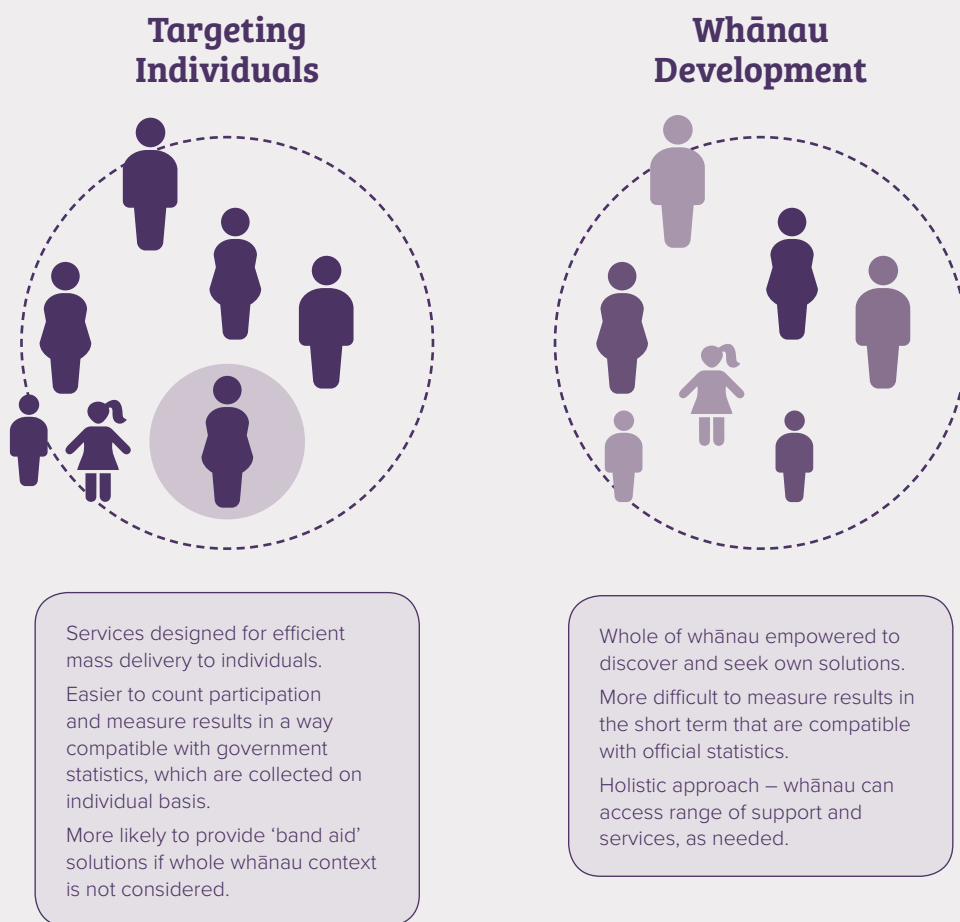 Targeting
Individuals
Services designed for efficient
mass delivery to individuals.
Easier to count participation
and measure results in a way
compatible with government
statistics, which are collected on
individual basis.
More likely to provide ‘band aid’
solutions if whole whānau context
is not considered.
Whānau
Development
Whole of whānau empowered to
discover and seek own solutions.
More difficult to measure results in
the short term that are compatible
with official statistics.
Holistic approach – whānau can
access range of support and
services, as needed.